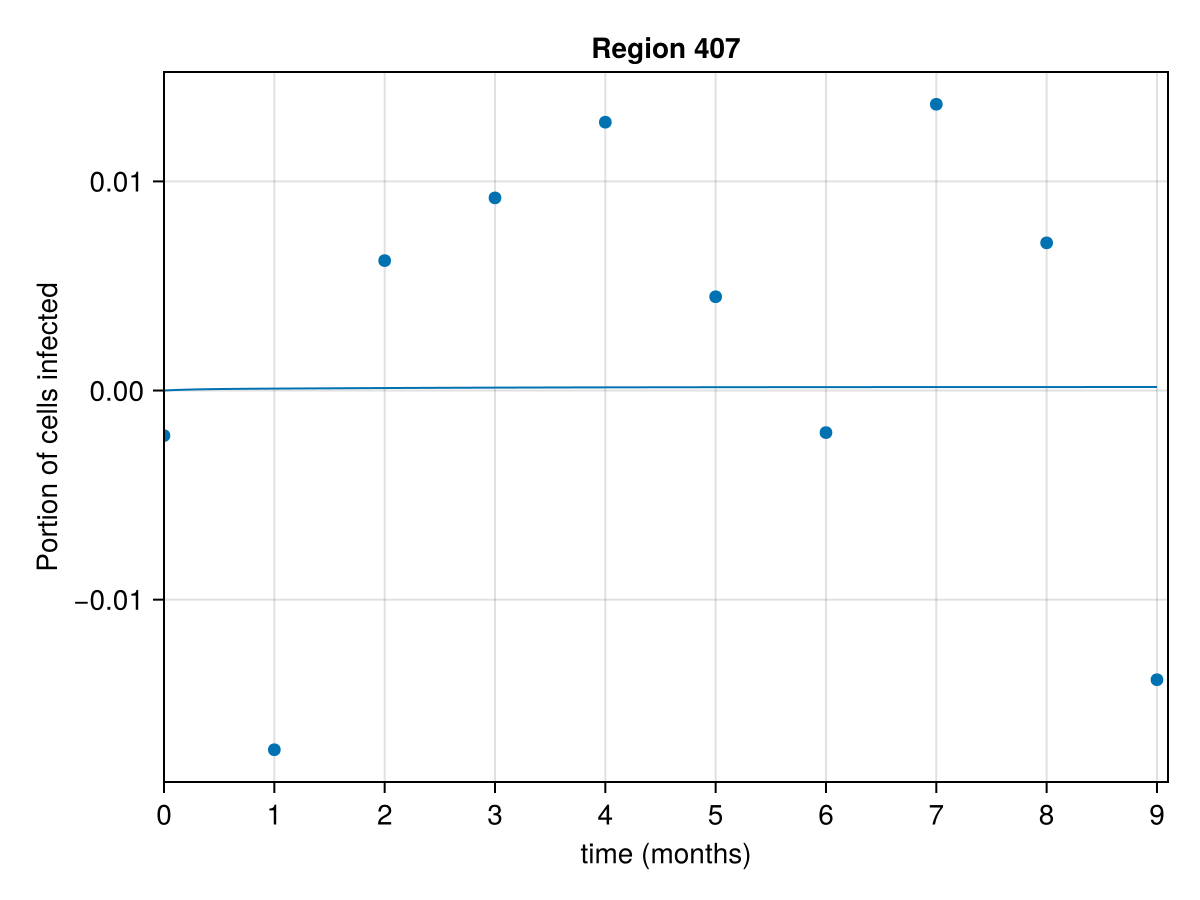 Region 407
Portion of cells infected
0.01
0.00
−0.01
0 1 2 3 4 5 6 7 8 9
time (months)